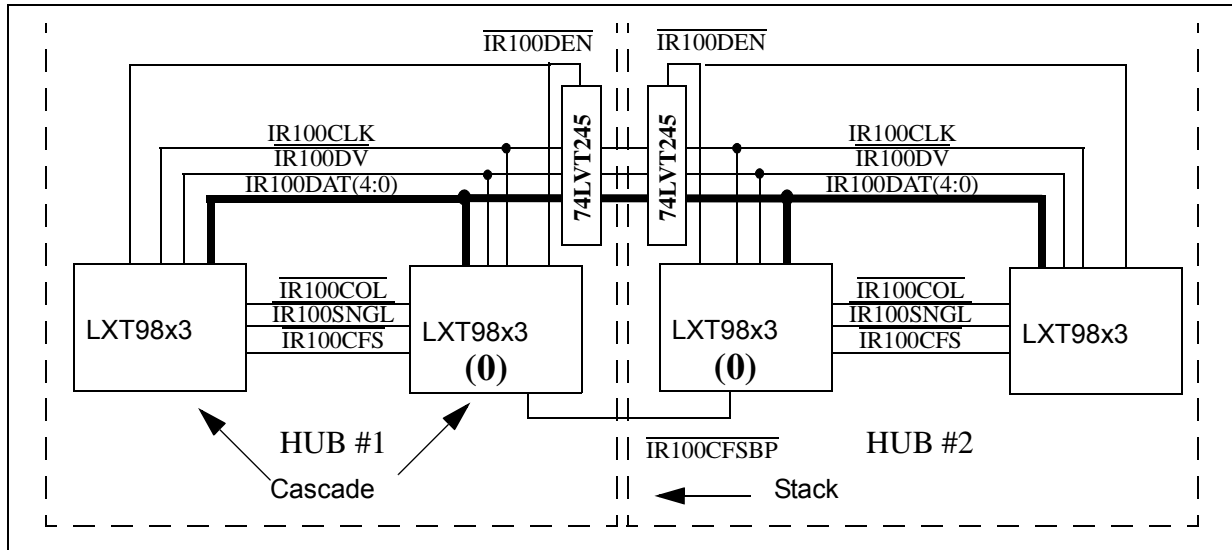 IR100DEN
IR100DEN
IR100CLK
IR100DV
IR100DAT(4:0)
74LVT245
74LVT245
IR100CLK
IR100DV
IR100DAT(4:0)
LXT98x3
IR100COL
IR100SNGL
IR100CFS
LXT98x3
(0)
LXT98x3
(0)
IR100COL
IR100SNGL
IR100CFS
LXT98x3
HUB #1
IR100CFSBP
HUB #2
Cascade
Stack